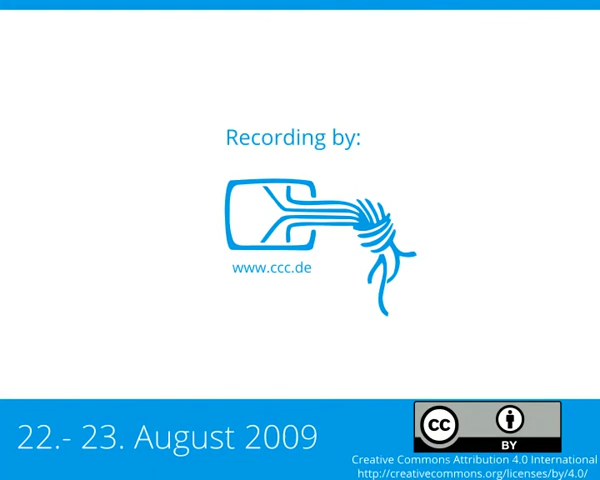 Recording by:
www.ccc.de
22.- 23. August 2009
cc
BY
Creative Commons Attribution 4.0 International
http://creativecommons.org/licenses/by/4.0/